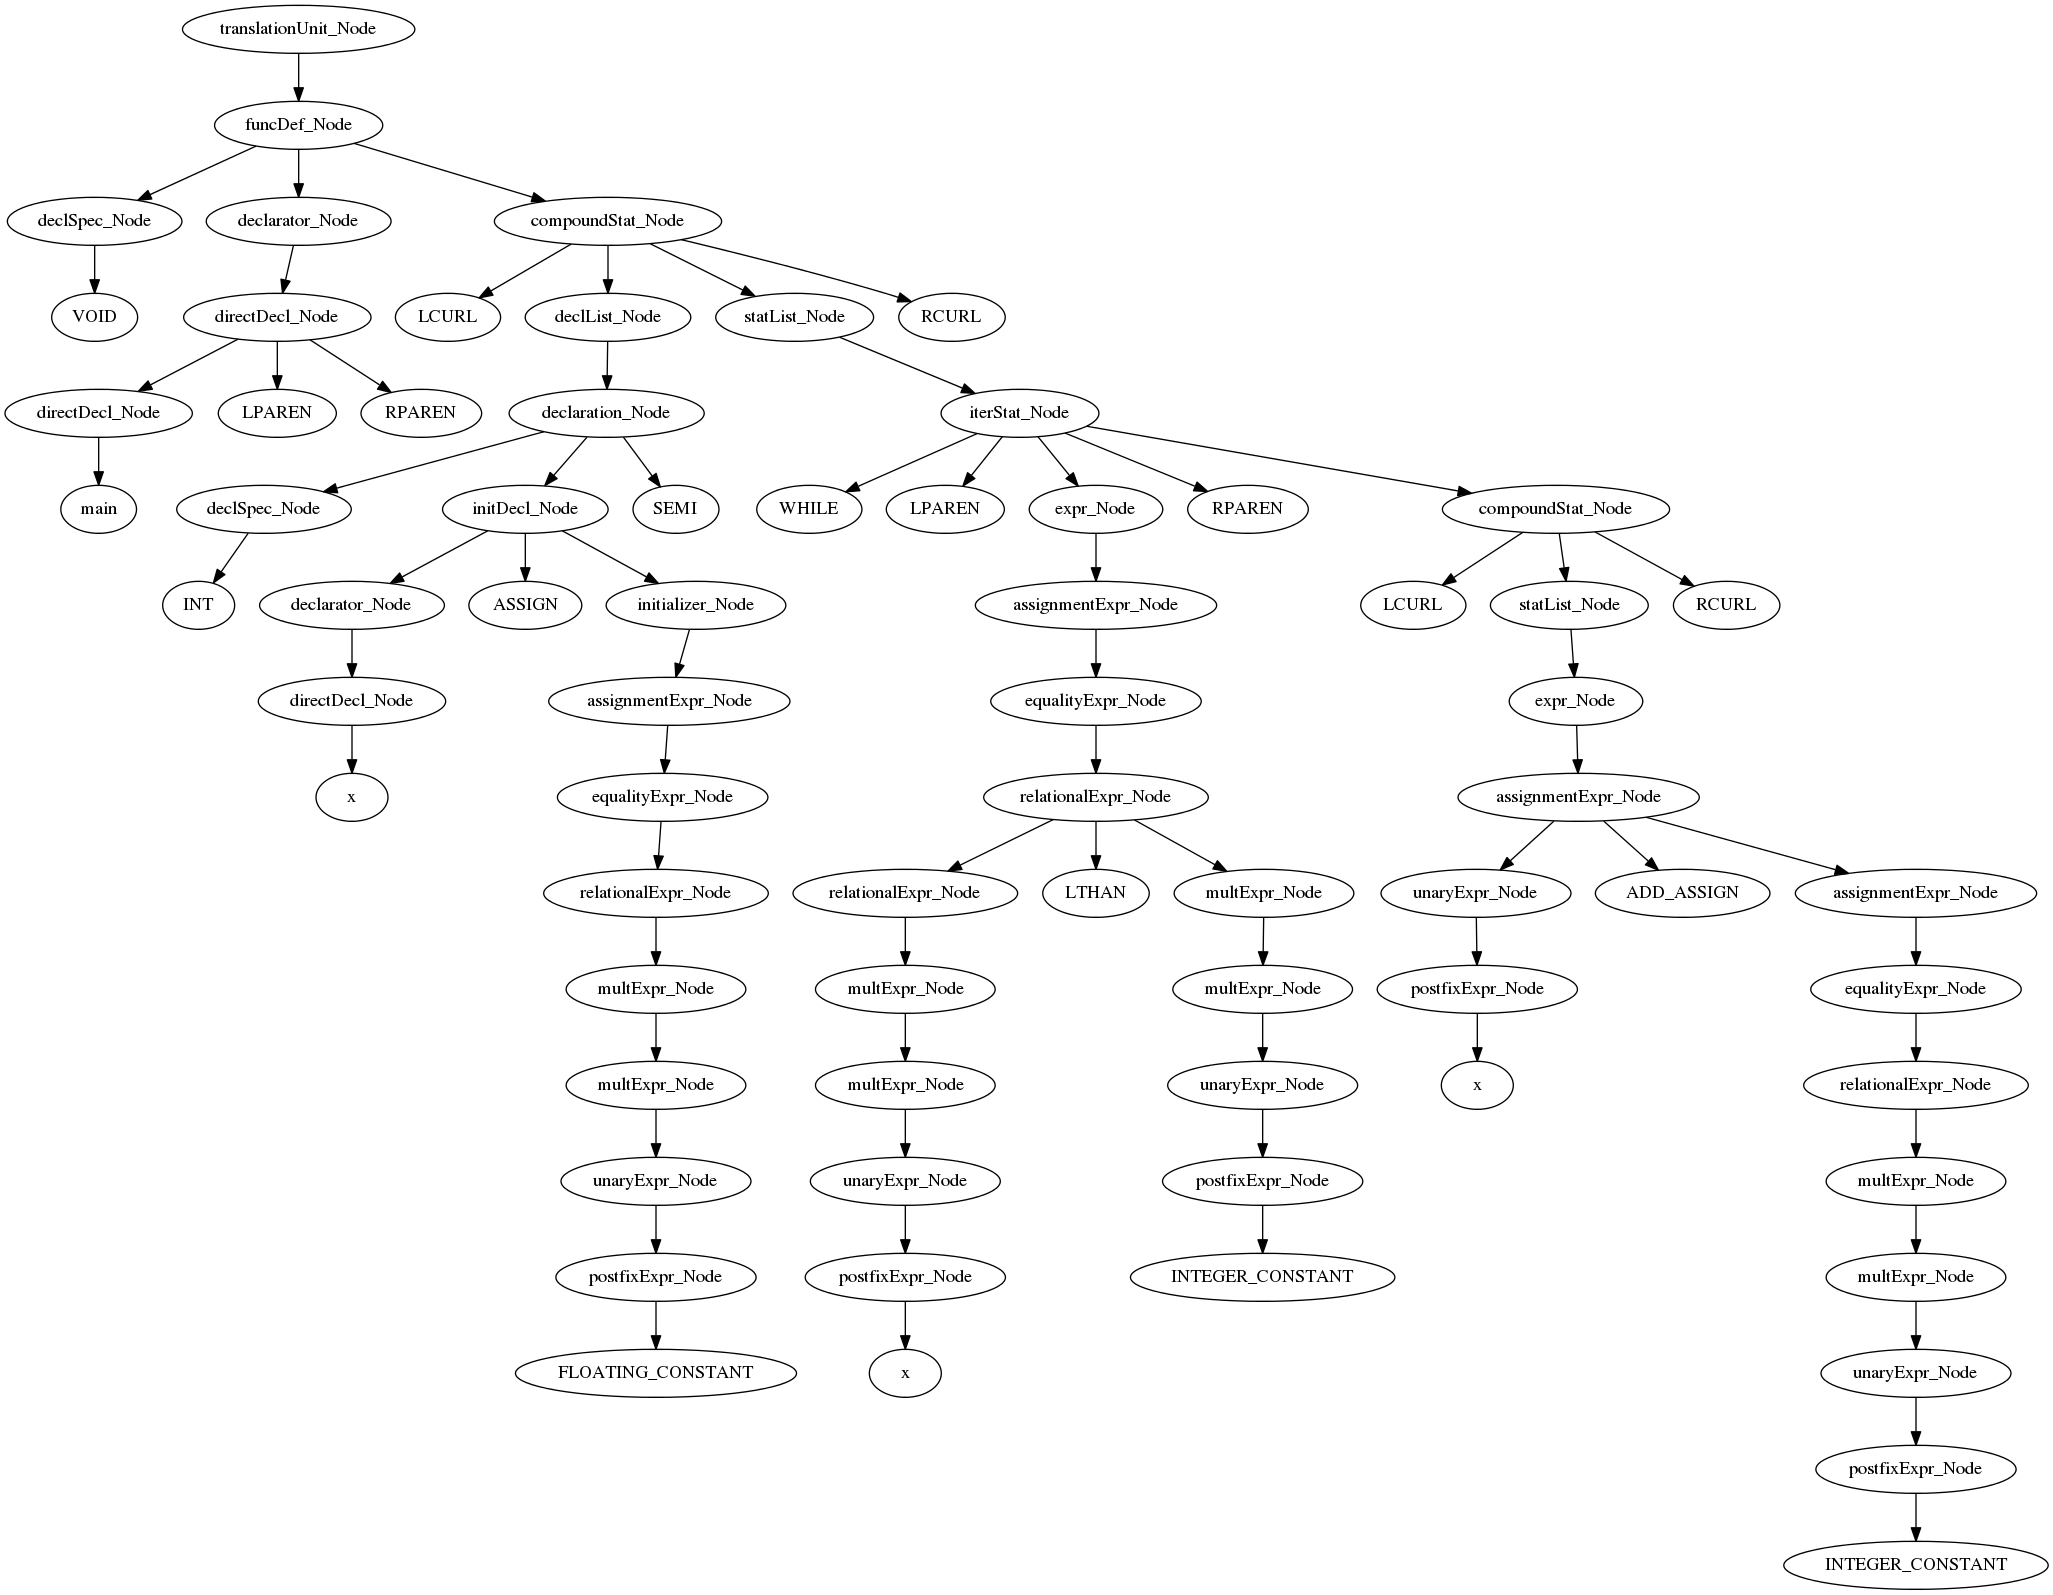 translationUnit_Node
funcDef_Node
declSpec_Node
declarator_Node
compoundStat_Node
VOID
directDecl_Node
LCURL
declList_Node
statList_Node
RCURL
directDecl_Node
LPAREN
RPAREN
declaration_Node
iterStat_Node
main
declSpec_Node
initDecl_Node
SEMI
WHILE
LPAREN
expr_Node
RPAREN
compoundStat_Node
INT
declarator_Node
ASSIGN
initializer_Node
assignmentExpr_Node
LCURL
statList_Node
RCURL
directDecl_Node
assignmentExpr_Node
equalityExpr_Node
expr_Node
x
equalityExpr_Node
relationalExpr_Node
assignmentExpr_Node
relationalExpr_Node
relationalExpr_Node
LTHAN
multExpr_Node
unaryExpr_Node
ADD_ASSIGN
assignmentExpr_Node
multExpr_Node
multExpr_Node
multExpr_Node
postfixExpr_Node
equalityExpr_Node
multExpr_Node
multExpr_Node
unaryExpr_Node
x
relationalExpr_Node
unaryExpr_Node
unaryExpr_Node
postfixExpr_Node
multExpr_Node
postfixExpr_Node
postfixExpr_Node
INTEGER_CONSTANT
multExpr_Node
FLOATING_CONSTANT
x
unaryExpr_Node
postfixExpr_Node
INTEGER_CONSTANT